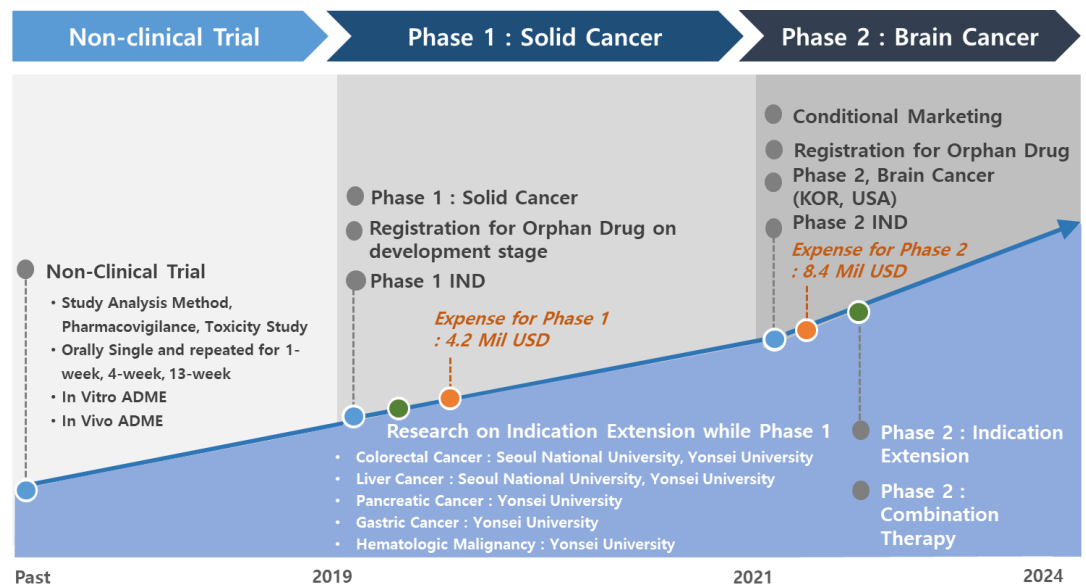 Non-clinical Trial
Phase 1 : Solid Cancer
Phase 2 : Brain Cancer
Non-Clinical Trial
• Study Analysis Method,
Pharmacovigilance, Toxicity Study
• Orally Single and repeated for 1-
week, 4-week, 13-week
• In Vitro ADME
• In Vivo ADME
Phase 1 : Solid Cancer
Registration for Orphan Drug on
development stage
Phase 1 IND
Expense for Phase 1
: 4.2 Mil USD
Research on Indication Extension while Phase 1
• Colorectal Cancer : Seoul National University, Yonsei University
• Liver Cancer : Seoul National University, Yonsei University
• Pancreatic Cancer : Yonsei University
• Gastric Cancer : Yonsei University
• Hematologic Malignancy : Yonsei University
Conditional Marketing
Registration for Orphan Drug
Phase 2, Brain Cancer
(KOR, USA)
Phase 2 IND
Expense for Phase 2
: 8.4 Mil USD
Phase 2 : Indication
Extension
Phase 2 :
Combination
Therapy
Past
2019
2021
2024